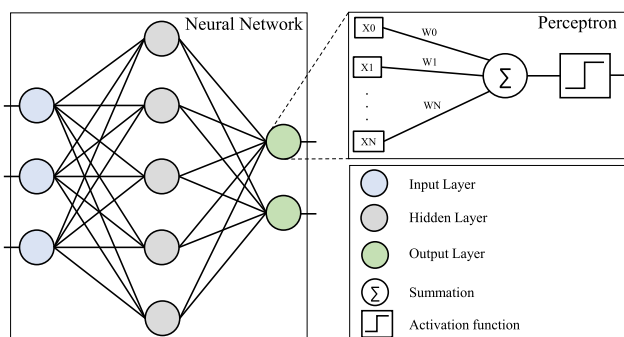 Neural Network
Perceptron
X0
W0
X1
W1
.
.
.
WN
XN
Σ
Input Layer
Hidden Layer
Output Layer
Σ
Summation
Activation function